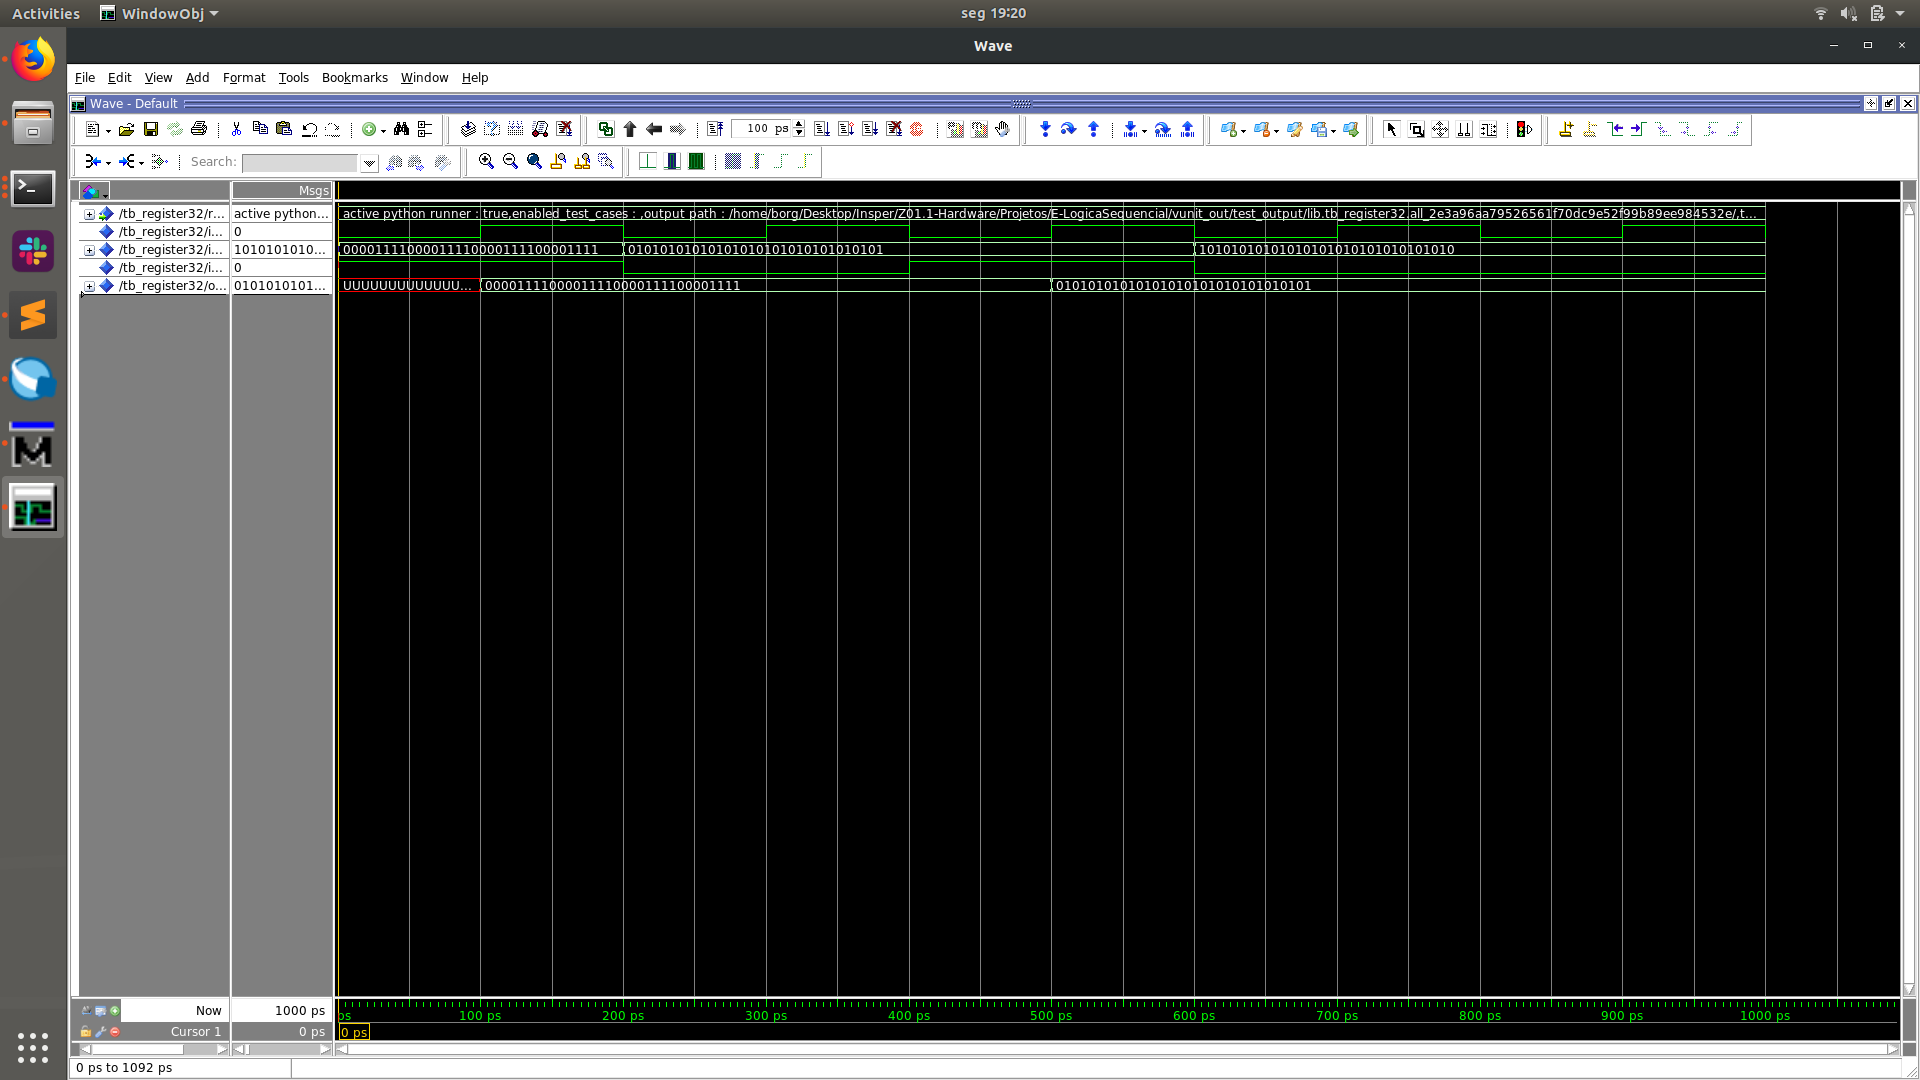 Activities WindowObj seg 19:20
Wave
File Edit View Add Format Tools Bookmarks Window Help
Wave - Default
100 ps
Search:
Msgs
/tb_register32/r... active python... active python runner : true,enabled_test_cases : ,output path : /home/borg/Desktop/Insper/Z01.1-Hardware/Projetos/E-LogicaSequencial/vunit_out/test_output/lib.tb_register32.all_2e3a96aa79526561f70dc9e52f99b89ee984532e/,t...
/tb_register32/i... 0
/tb_register32/i... 1010101010... 00001111000011110000111100001111 01010101010101010101010101010101 10101010101010101010101010101010
/tb_register32/i... 0
/tb_register32/o... 0101010101... UUUUUUUUUUUUU... 00001111000011110000111100001111 01010101010101010101010101010101
Now 1000 ps ps 100 ps 200 ps 300 ps 400 ps 500 ps 600 ps 700 ps 800 ps 900 ps 1000 ps
Cursor 1 0 ps 0 ps
0 ps to 1092 ps